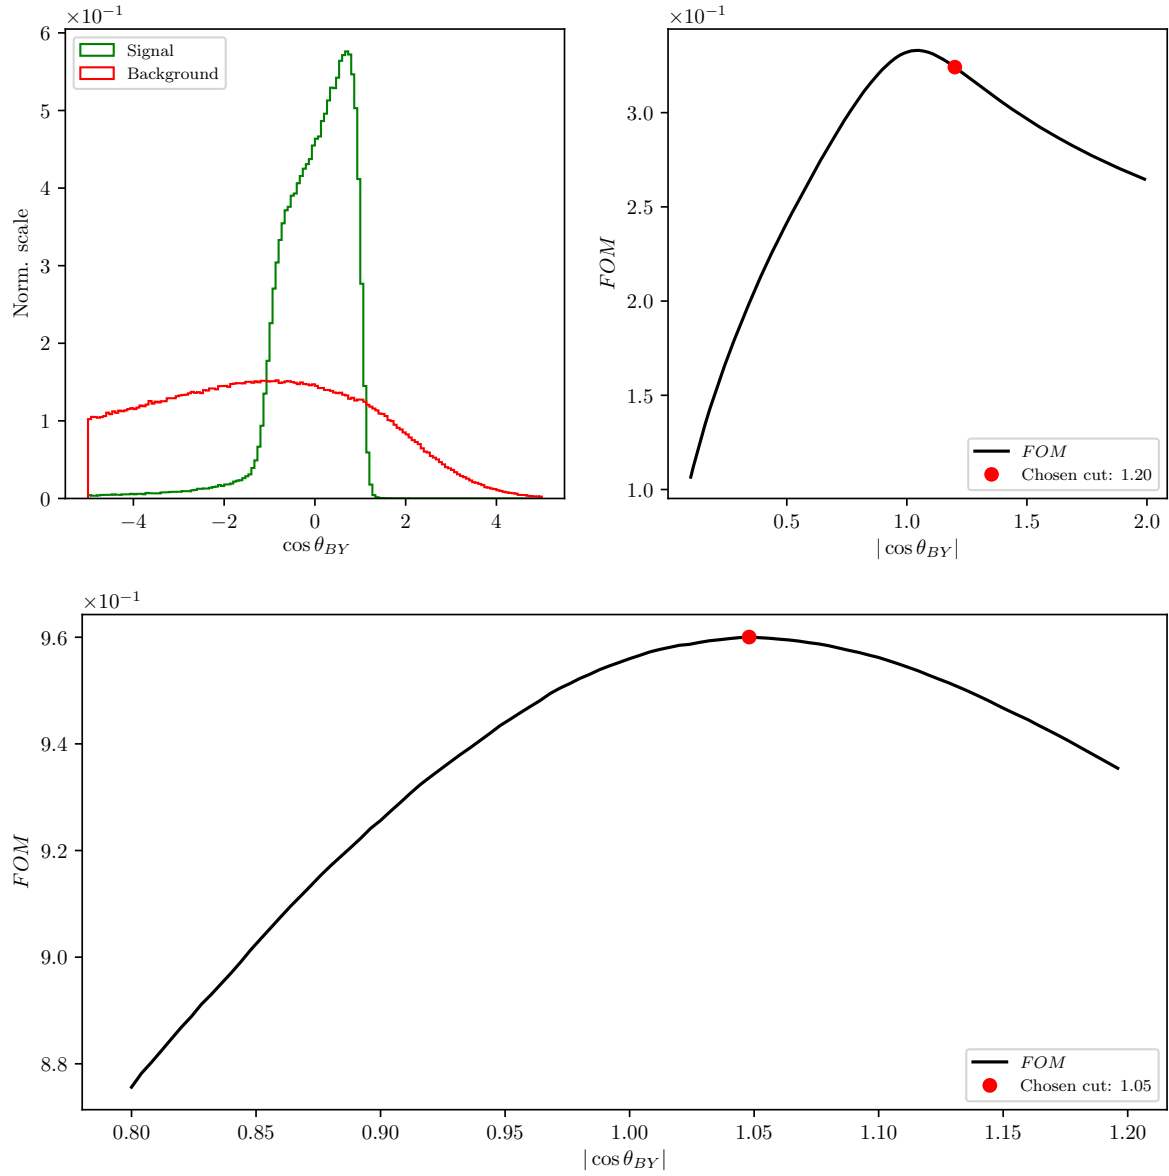 ×10⁻¹
6
5
4
3
2
1
0
Norm. scale
Signal
Background
−4 −2 0 2 4
cos θ_BY
×10⁻¹
3.0
2.5
2.0
1.5
1.0
FOM
FOM
Chosen cut: 1.20
0.5 1.0 1.5 2.0
| cos θ_BY|
×10⁻¹
9.6
9.4
9.2
9.0
8.8
FOM
FOM
Chosen cut: 1.05
0.80 0.85 0.90 0.95 1.00 1.05 1.10 1.15 1.20
| cos θ_BY|